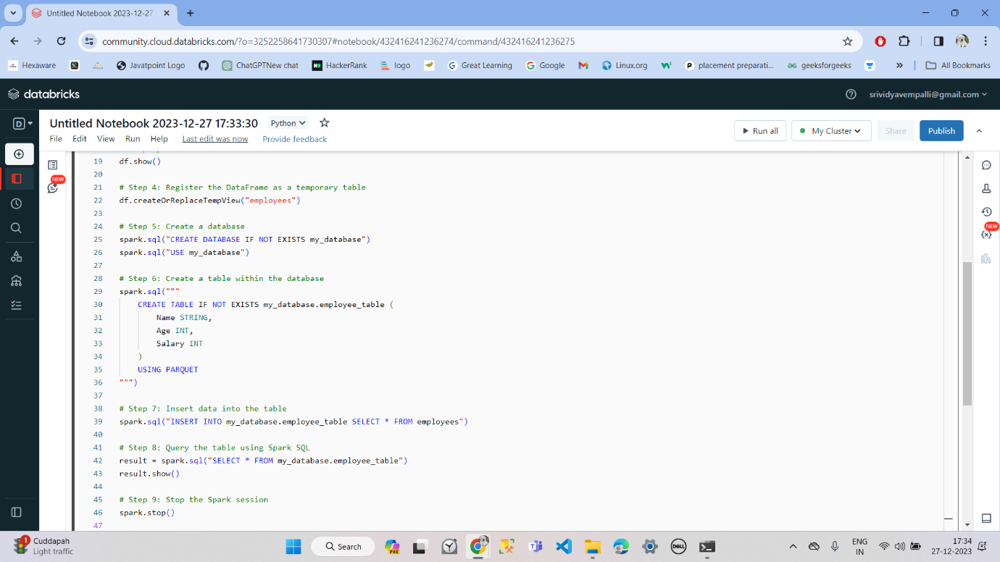 Untitled Notebook 2023-12-27
community.cloud.databricks.com/?o=3252258641730307#notebook/432416241236274/command/432416241236275
Hexaware
Javatpoint Logo
ChatGPTNew chat
HackerRank
logo
Great Learning
Google
Linux.org
placement preparati...
geeksforgeeks
»
All Bookmarks
databricks
srividyavempalli@gmail.com
D
Untitled Notebook 2023-12-27 17:33:30
Python
File Edit View Run Help Last edit was now Provide feedback
Run all
My Cluster
Share
Publish
NEW
NEW
19 df.show()
20
21 # Step 4: Register the DataFrame as a temporary table
22 df.createOrReplaceTempView("employees")
23
24 # Step 5: Create a database
25 spark.sql("CREATE DATABASE IF NOT EXISTS my_database")
26 spark.sql("USE my_database")
27
28 # Step 6: Create a table within the database
29 spark.sql("""
30 CREATE TABLE IF NOT EXISTS my_database.employee_table (
31 Name STRING,
32 Age INT,
33 Salary INT
34 )
35 USING PARQUET
36 """)
37
38 # Step 7: Insert data into the table
39 spark.sql("INSERT INTO my_database.employee_table SELECT * FROM employees")
40
41 # Step 8: Query the table using Spark SQL
42 result = spark.sql("SELECT * FROM my_database.employee_table")
43 result.show()
44
45 # Step 9: Stop the Spark session
46 spark.stop()
47
1
Cuddapah
Light traffic
Search
PRE
DELL
ENG
IN
17:34
27-12-2023